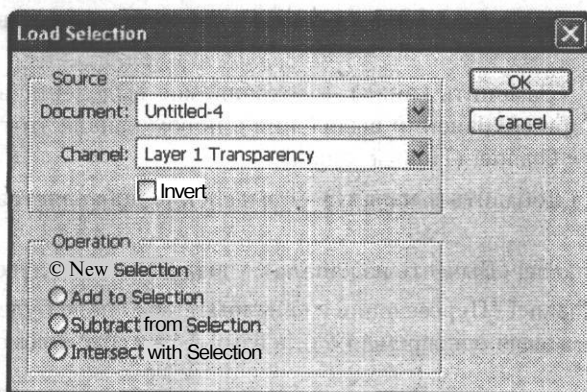 Load Selection
Source
Document: Untitled-4
Channel: Layer 1 Transparency
Invert
OK
Cancel
Operation
© New Selection
Add to Selection
Subtract from Selection
Intersect with Selection